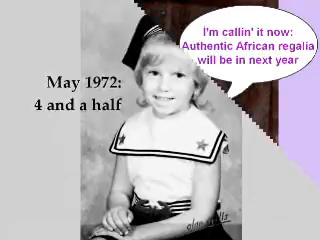 I'm callin' it now:
Authentic African regalia
will be in next year
May 1972:
4 and a half